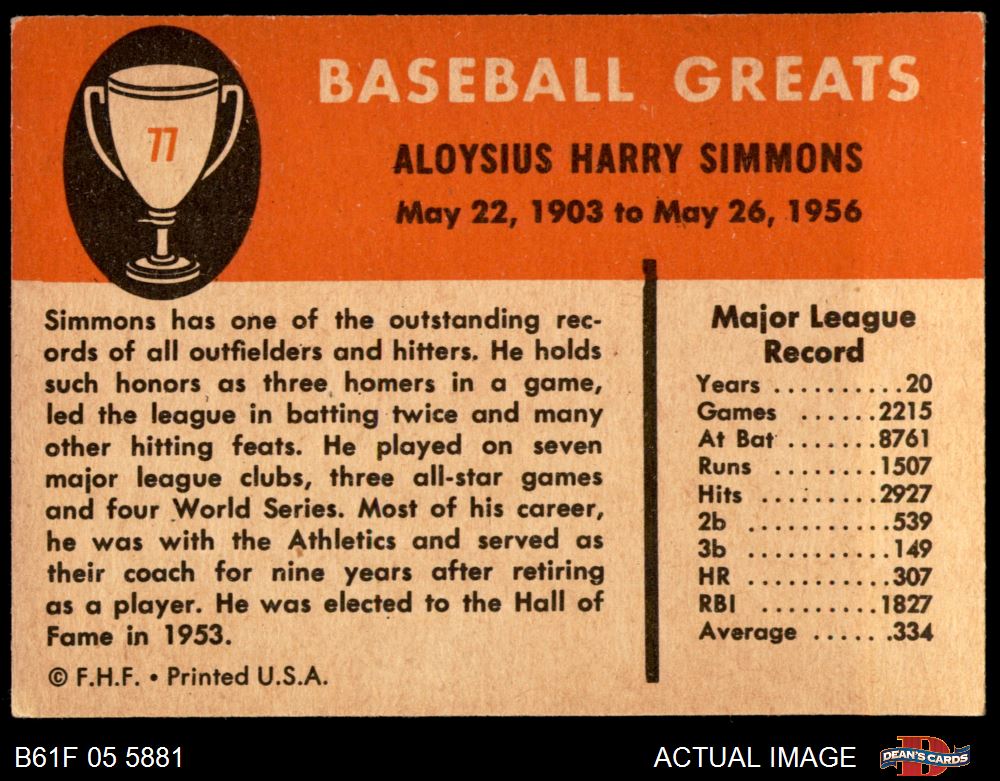 77
BASEBALL GREATS
ALOYSIUS HARRY SIMMONS
May 22, 1903 to May 26, 1956
Simmons has one of the outstanding rec-
ords of all outfielders and hitters. He holds
such honors as three homers in a game,
led the league in batting twice and many
other hitting feats. He played on seven
major league clubs, three all-star games
and four World Series. Most of his career,
he was with the Athletics and served as
their coach for nine years after retiring
as a player. He was elected to the Hall of
Fame in 1953.
© F.H.F. • Printed U.S.A.
Major League
Record
Years ..........20
Games ......2215
At Bat .......8761
Runs ........1507
Hits .........2927
2b ...........539
3b ...........149
HR ...........307
RBI .........1827
Average ......334
B61F 05 5881
ACTUAL IMAGE
DEAN'S CARDS